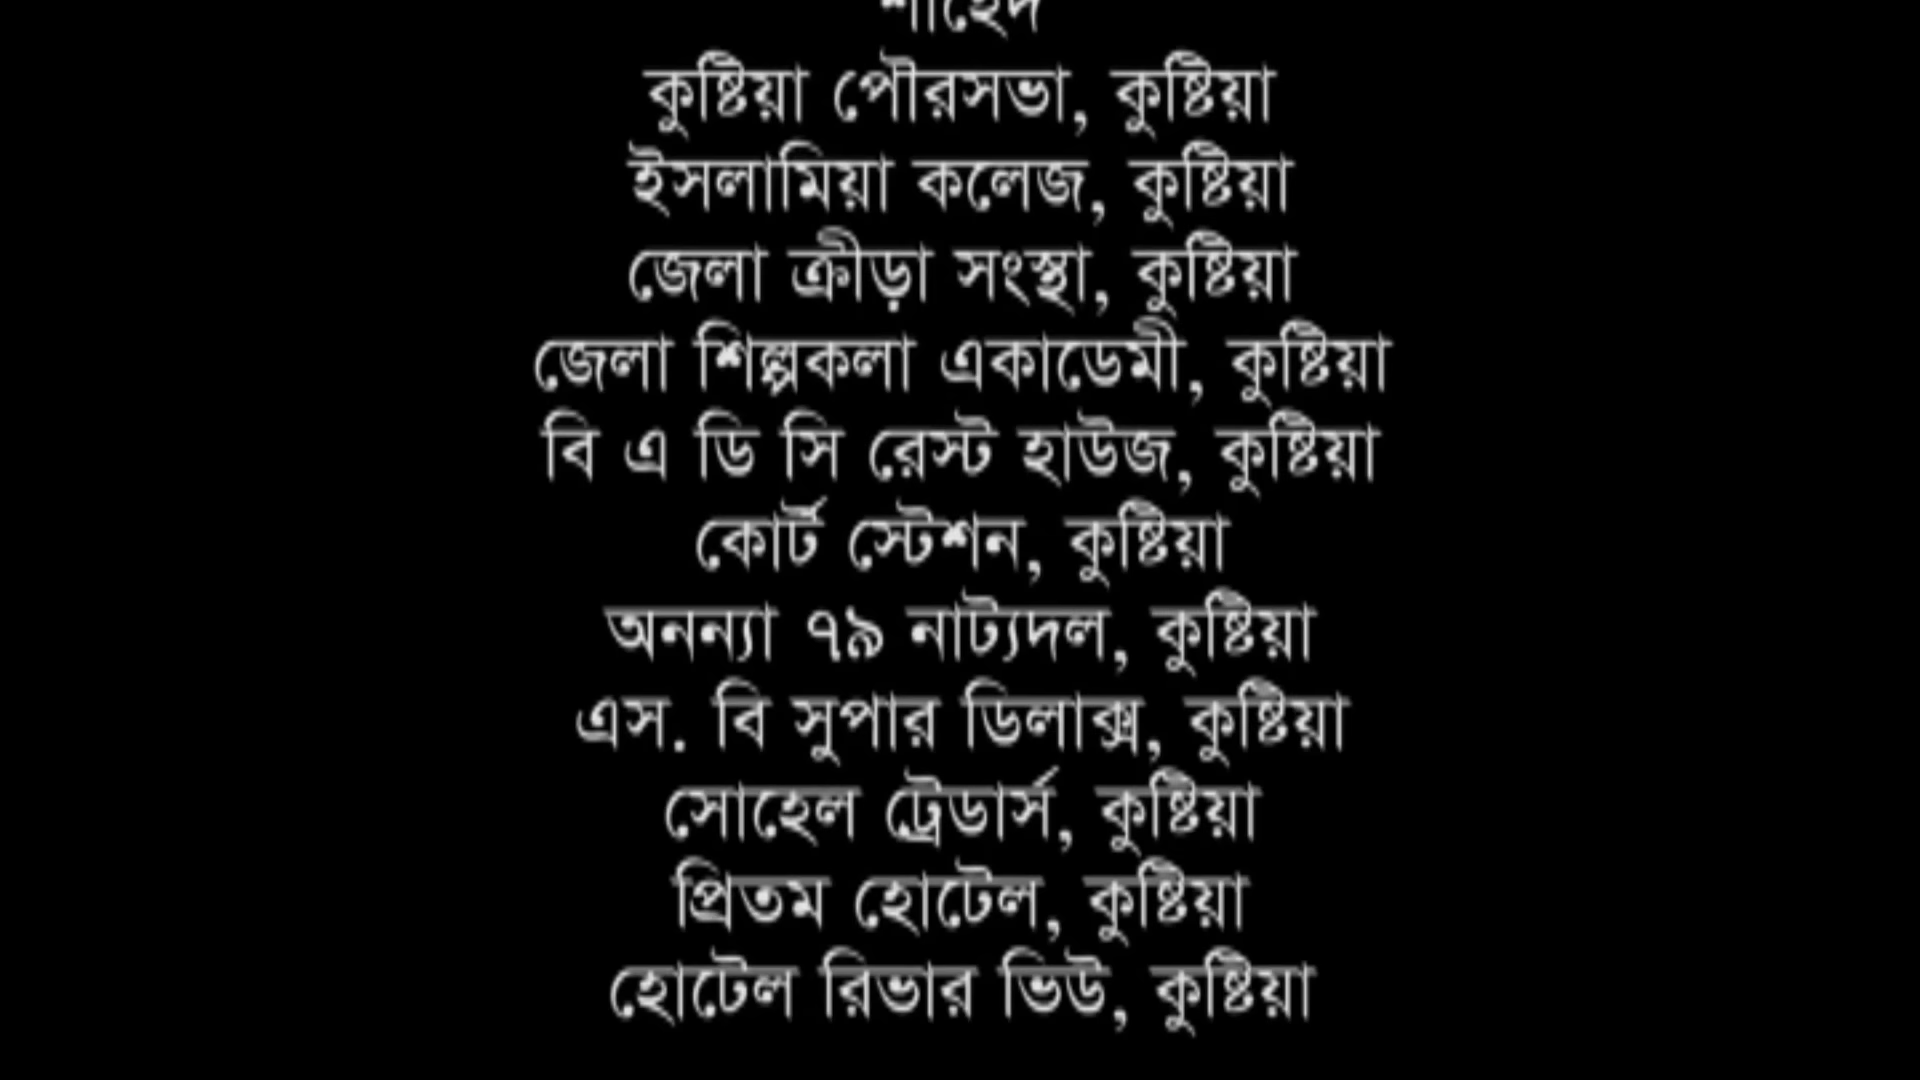 শাহেদ
কুষ্টিয়া পৌরসভা, কুষ্টিয়া
ইসলামিয়া কলেজ, কুষ্টিয়া
জেলা ক্রীড়া সংস্থা, কুষ্টিয়া
জেলা শিল্পকলা একাডেমী, কুষ্টিয়া
বি এ ডি সি রেস্ট হাউজ, কুষ্টিয়া
কোর্ট স্টেশন, কুষ্টিয়া
অনন্যা ৭৯ নাট্যদল, কুষ্টিয়া
এস. বি সুপার ডিলাক্স, কুষ্টিয়া
সোহেল ট্রেডার্স, কুষ্টিয়া
প্রিতম হোটেল, কুষ্টিয়া
হোটেল রিভার ভিউ, কুষ্টিয়া